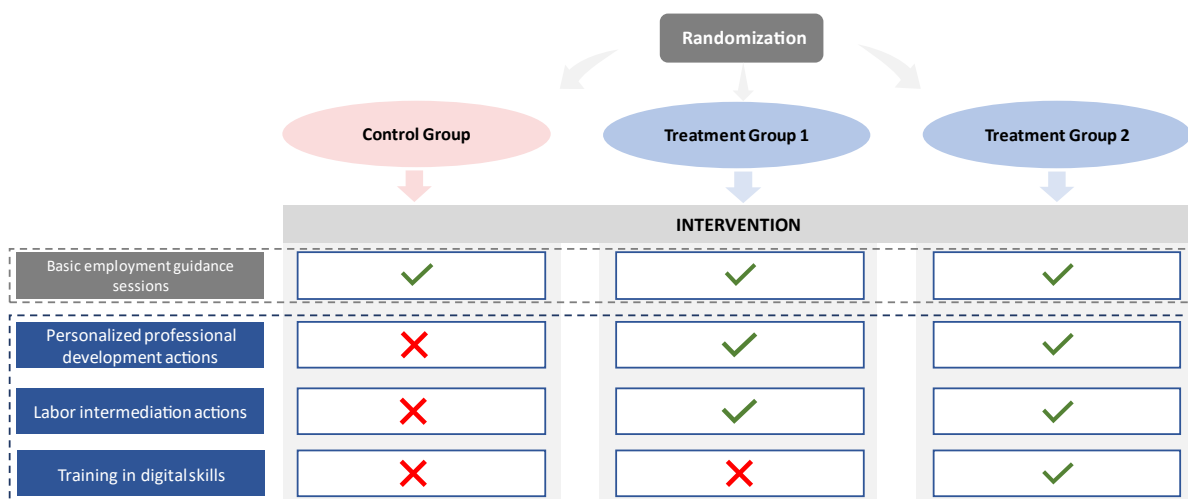 Randomization
Control Group
Treatment Group 1
Treatment Group 2
INTERVENTION
Basic employment guidance
sessions
Personalized professional
development actions
Labor intermediation actions
Training in digital skills